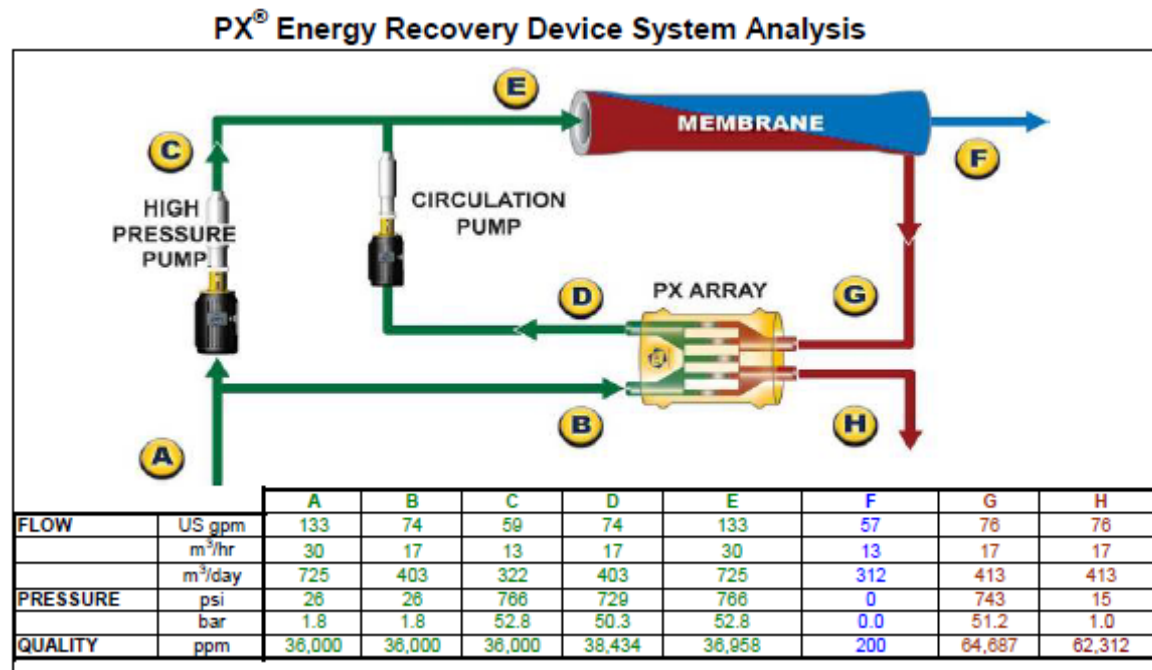 PX® Energy Recovery Device System Analysis
E
MEMBRANE
C
F
HIGH
PRESSURE
PUMP
CIRCULATION
PUMP
D
PX ARRAY
G
B
H
A
A B C D E F G H
FLOW US gpm 133 74 59 74 133 57 76 76
m³/hr 30 17 13 17 30 13 17 17
m³/day 725 403 322 403 725 312 413 413
PRESSURE psi 26 26 766 729 766 0 743 15
bar 1.8 1.8 52.8 50.3 52.8 0.0 51.2 1.0
QUALITY ppm 36,000 36,000 36,000 38,434 36,958 200 64,687 62,312